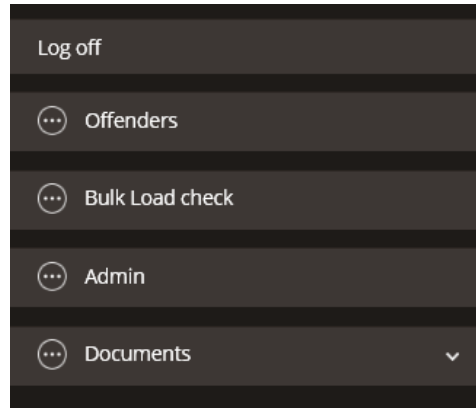 Log off
Offenders
Bulk Load check
Admin
Documents